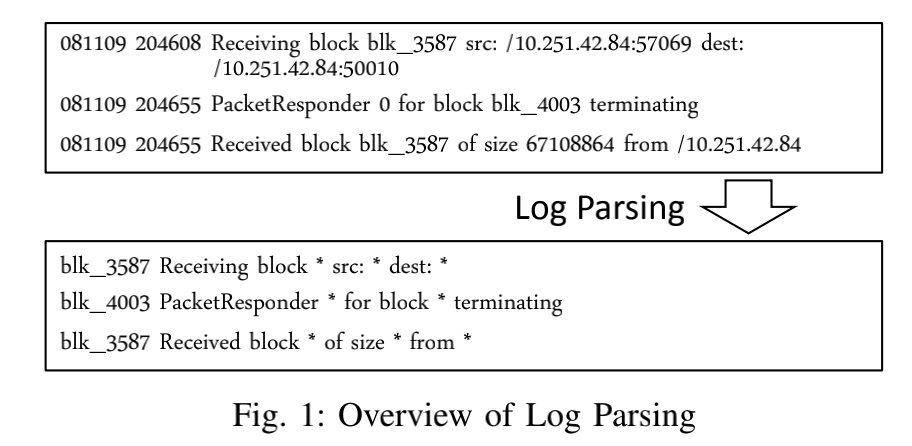 081109 204608 Receiving block blk_3587 src: /10.251.42.84:57069 dest:
/10.251.42.84:50010
081109 204655 PacketResponder 0 for block blk_4003 terminating
081109 204655 Received block blk_3587 of size 67108864 from /10.251.42.84
Log Parsing
blk_3587 Receiving block * src: * dest: *
blk_4003 PacketResponder * for block * terminating
blk_3587 Received block * of size * from *
Fig. 1: Overview of Log Parsing